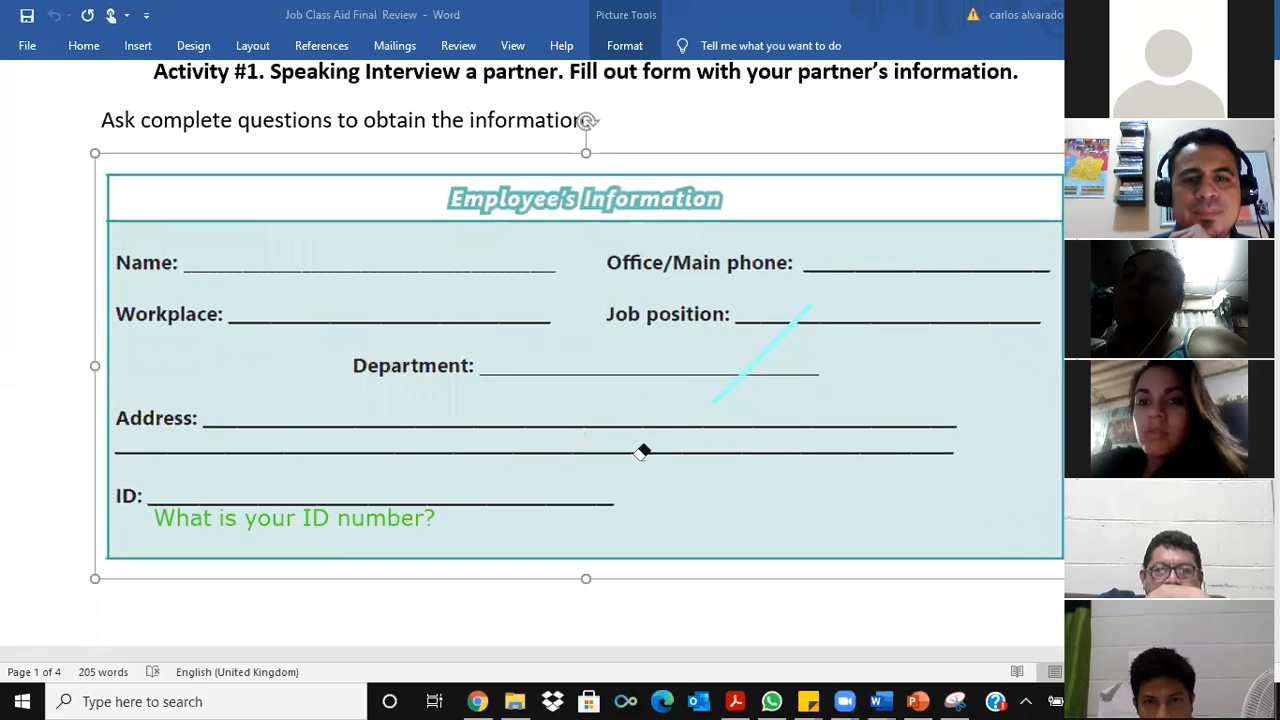 Job Class Aid Final Review - Word
Picture Tools
carlos alvarado
File Home Insert Design Layout References Mailings Review View Help Format Tell me what you want to do
Activity #1. Speaking Interview a partner. Fill out form with your partner's information.
Ask complete questions to obtain the information
Employee's Information
Name: Office/Main phone:
Workplace: Job position:
Department:
Address:
ID:
What is your ID number?
Page 1 of 4 205 words English (United Kingdom)
Type here to search